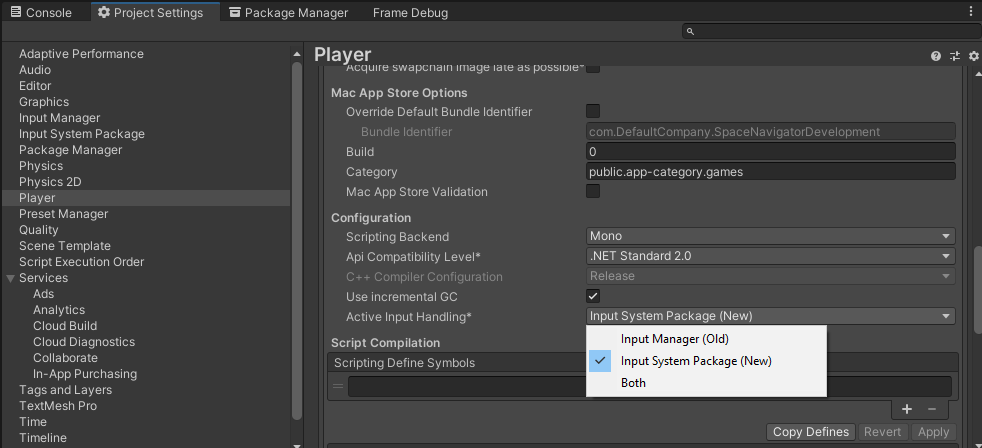 Console
Project Settings
Package Manager
Frame Debug
Adaptive Performance
Audio
Editor
Graphics
Input Manager
Input System Package
Package Manager
Physics
Physics 2D
Player
Preset Manager
Quality
Scene Template
Script Execution Order
Services
Ads
Analytics
Cloud Build
Cloud Diagnostics
Collaborate
In-App Purchasing
Tags and Layers
TextMesh Pro
Time
Timeline
Player
Acquire swapchain image late as possible*
Mac App Store Options
Override Default Bundle Identifier
Bundle Identifier com.DefaultCompany.SpaceNavigatorDevelopment
Build 0
Category public.app-category.games
Mac App Store Validation
Configuration
Scripting Backend Mono
Api Compatibility Level* .NET Standard 2.0
C++ Compiler Configuration Release
Use incremental GC
Active Input Handling* Input System Package (New)
Input Manager (Old)
Input System Package (New)
Both
Script Compilation
Scripting Define Symbols
Copy Defines Revert Apply